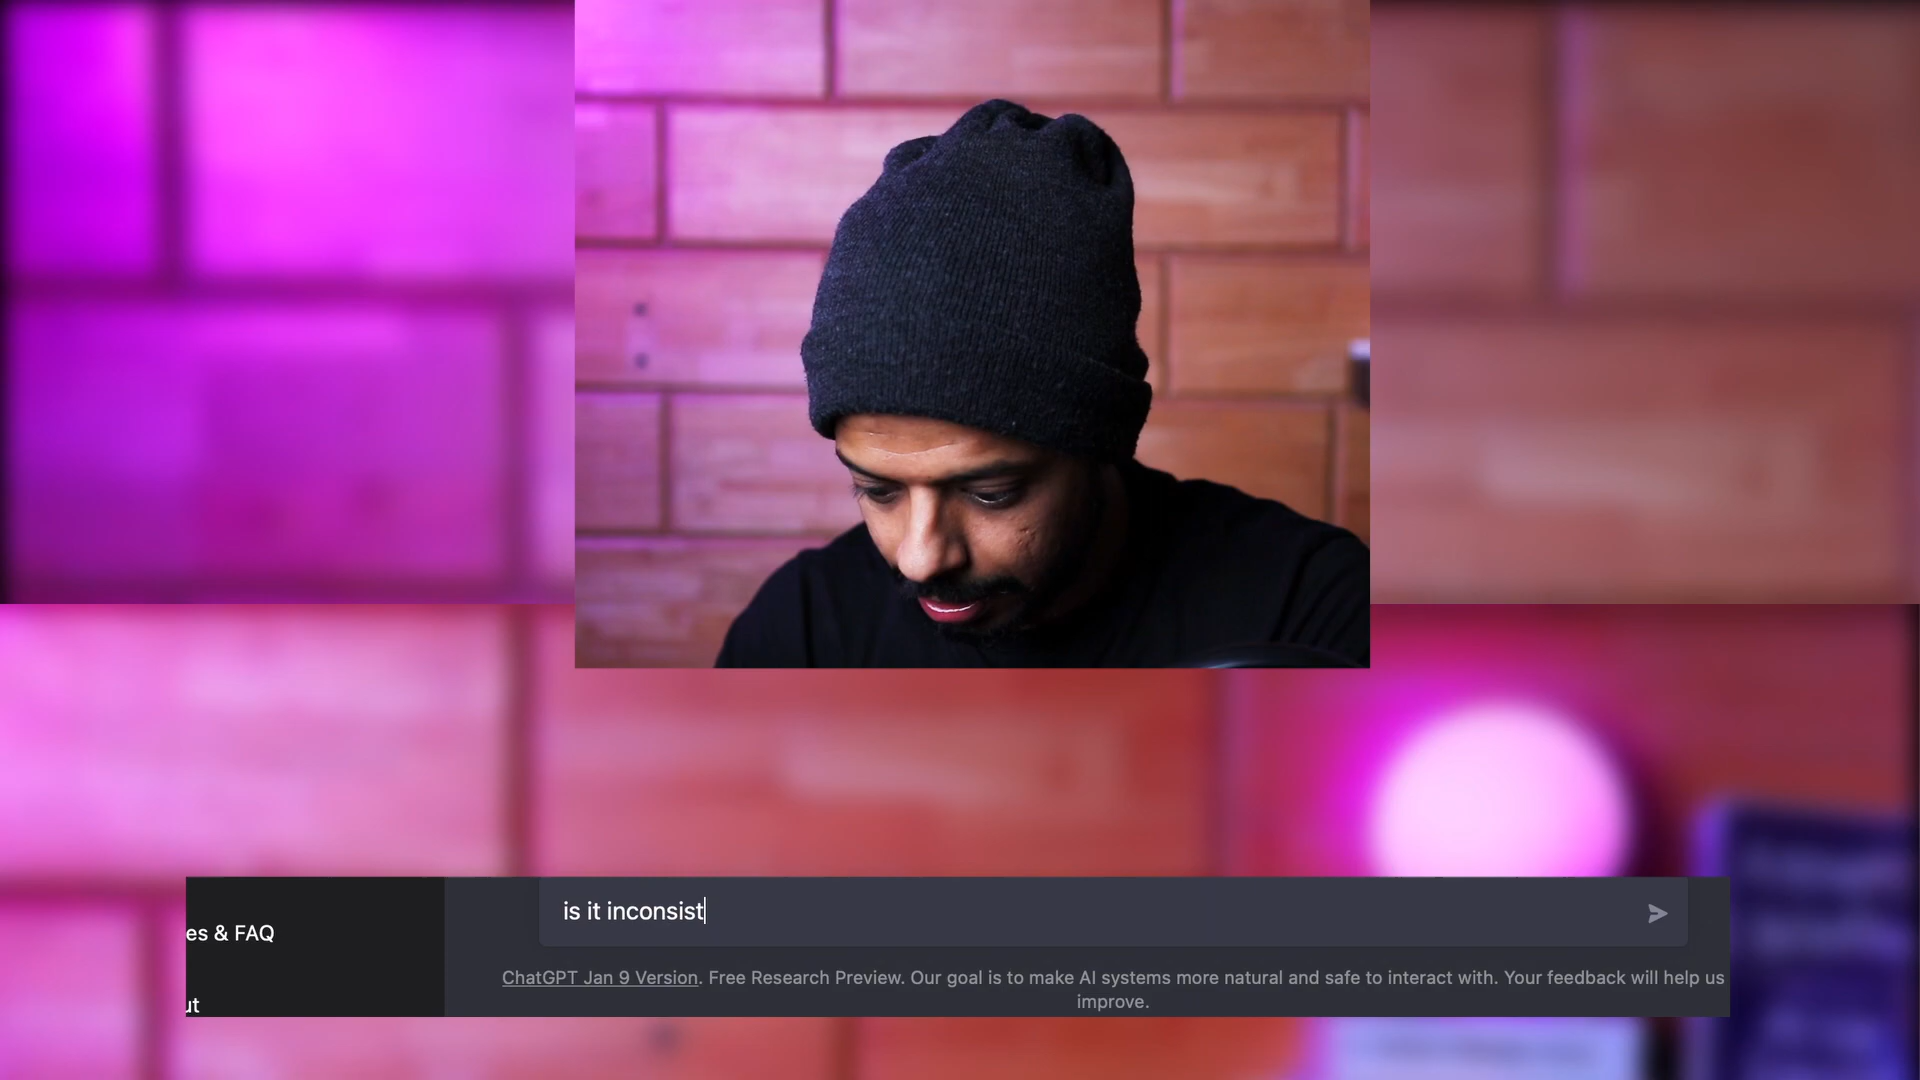 is it inconsist
es & FAQ
ChatGPT Jan 9 Version. Free Research Preview. Our goal is to make AI systems more natural and safe to interact with. Your feedback will help us
improve.
ut